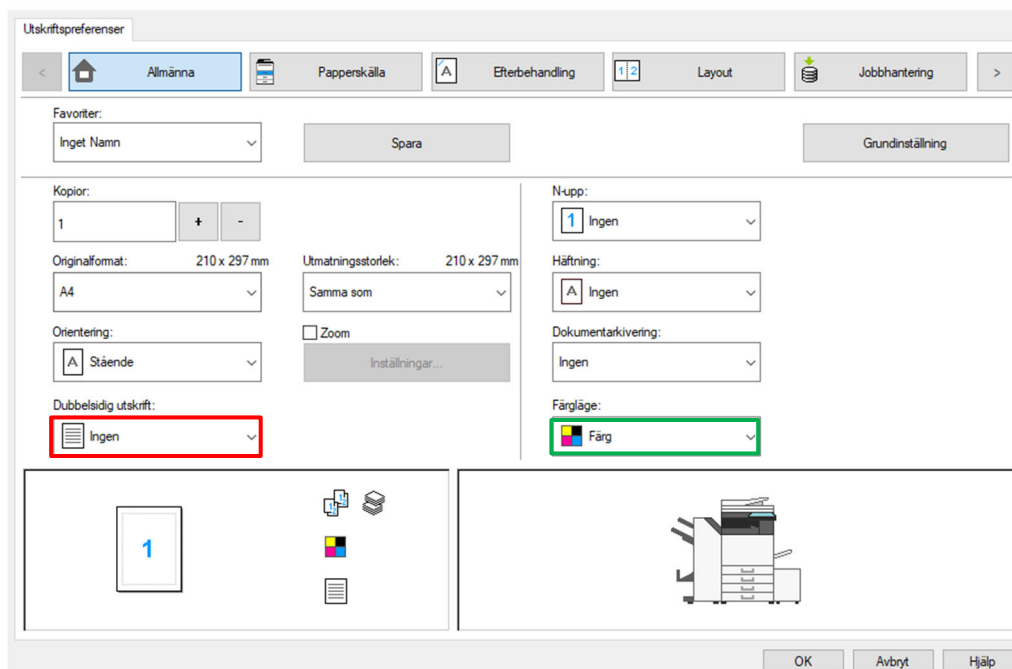 Utskriftspreferenser
<
Allmänna
Papperskälla
Efterbehandling
Layout
Jobbhantering
>
Favoriter:
Inget Namn
Spara
Grundinställning
Kopior:
1
+
-
N-upp:
1 Ingen
Originalformat: 210 x 297 mm
A4
Utmatningsstorlek: 210 x 297 mm
Samma som
Häftning:
A Ingen
Orientering:
A Stående
Zoom
Inställningar...
Dokumentarkivering:
Ingen
Dubbelsidig utskrift:
Ingen
Färgläge:
Färg
1
OK
Avbryt
Hjälp